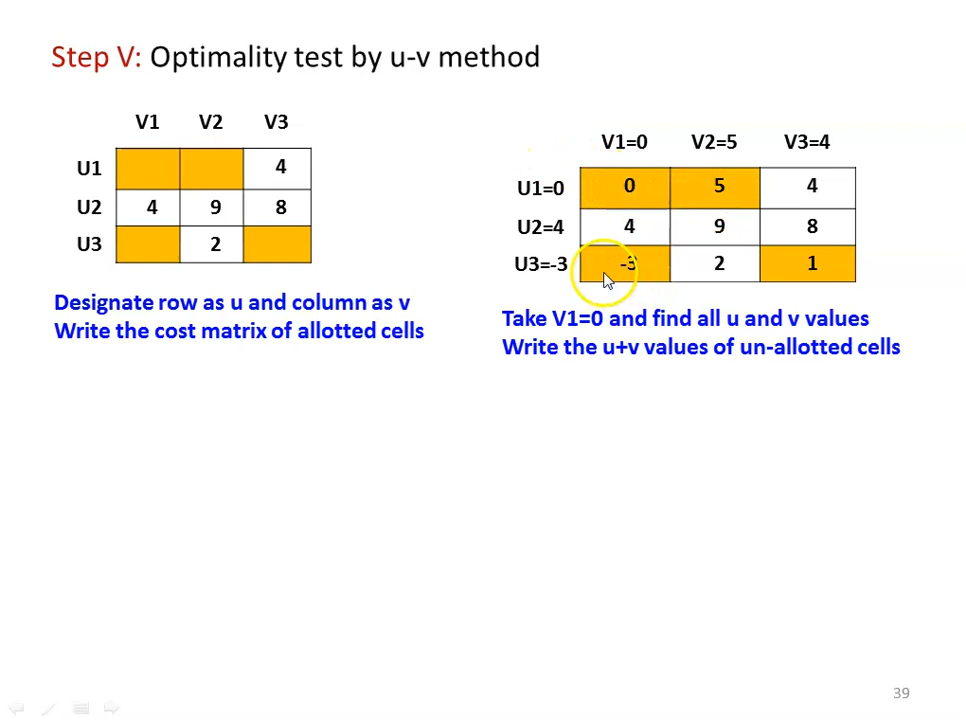 Step V: Optimality test by u-v method
V1 V2 V3
U1 4
U2 4 9 8
U3 2
Designate row as u and column as v
Write the cost matrix of allotted cells
V1=0 V2=5 V3=4
U1=0 0 5 4
U2=4 4 9 8
U3=-3 -3 2 1
Take V1=0 and find all u and v values
Write the u+v values of un-allotted cells
39